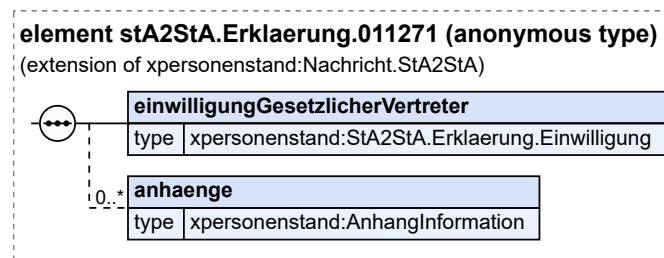 element stA2StA.Erklaerung.011271 (anonymous type)
(extension of xpersonenstand:Nachricht.StA2StA)
einwilligungGesetzlicherVertreter
type xpersonenstand:StA2StA.Erklaerung.Einwilligung
0..*
anhaenge
type xpersonenstand:AnhangInformation